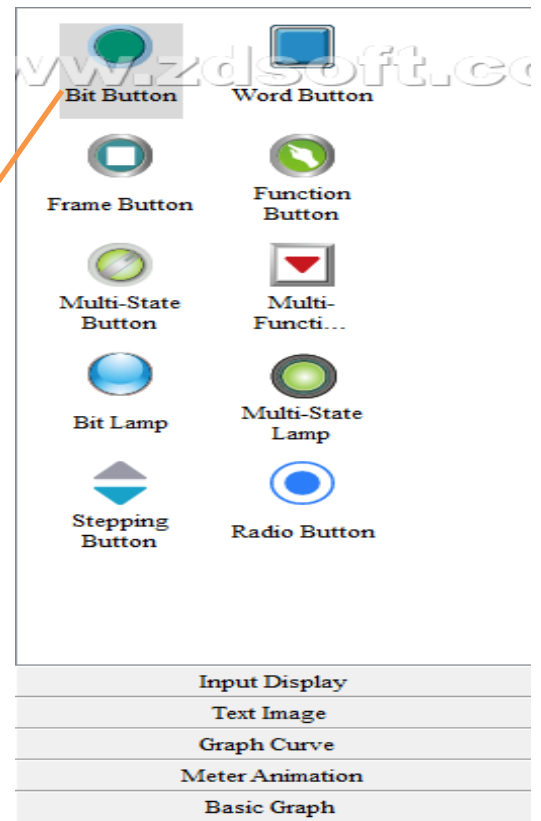 www.zdsoft.co
Bit Button
Word Button
Frame Button
Function
Button
Multi-State
Button
Multi-
Functi...
Bit Lamp
Multi-State
Lamp
Stepping
Button
Radio Button
Input Display
Text Image
Graph Curve
Meter Animation
Basic Graph